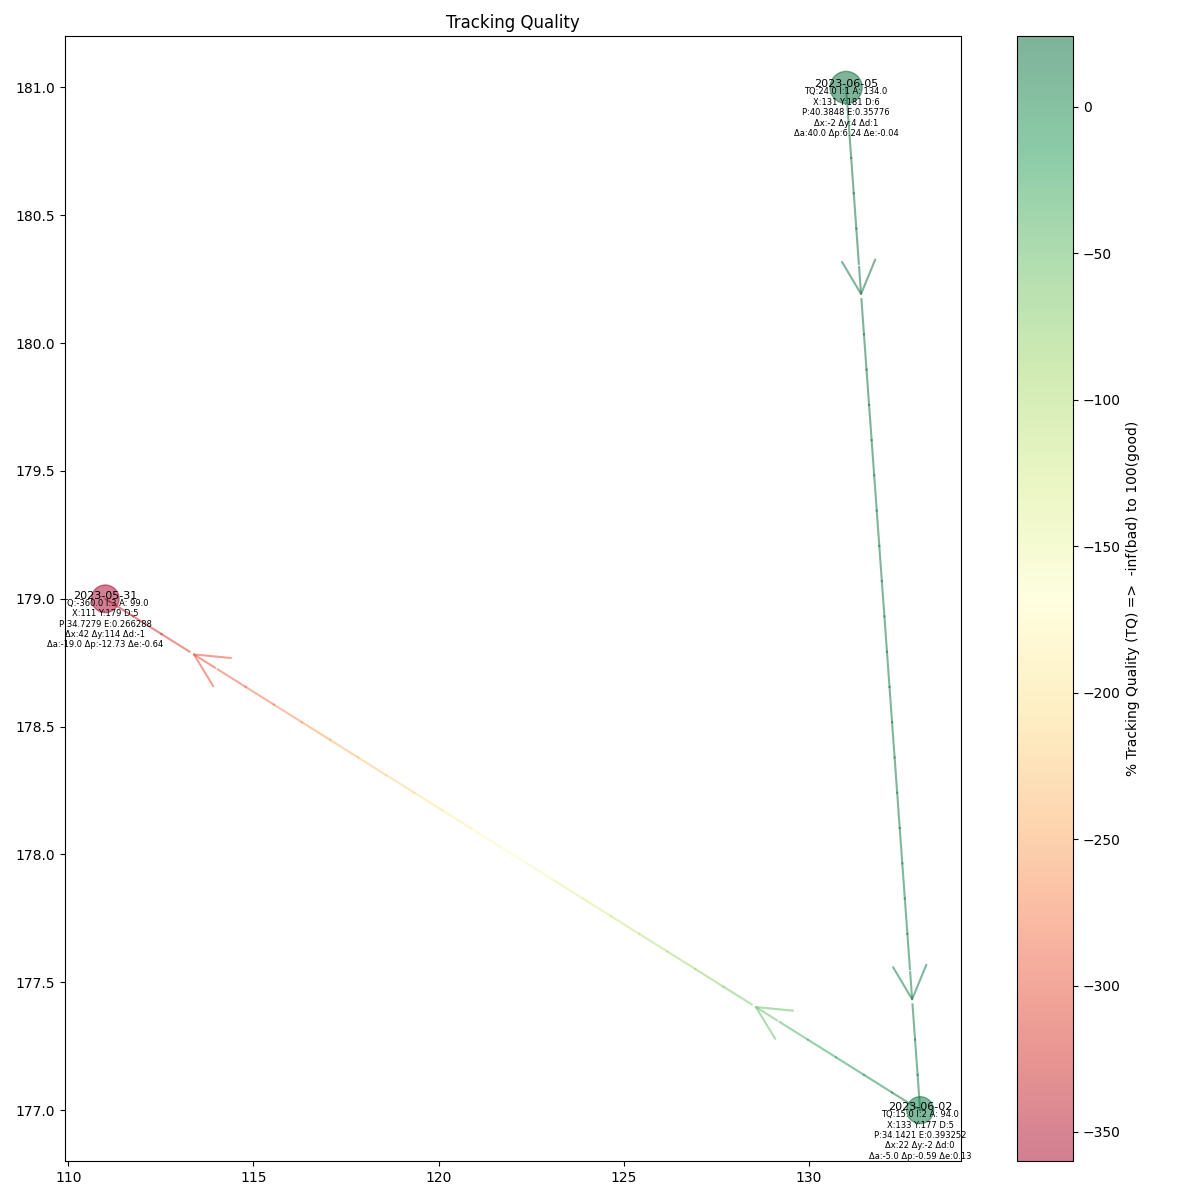 Tracking Quality
181.0
180.5
180.0
179.5
179.0
178.5
178.0
177.5
177.0
110
115
120
125
130
2023-06-05
TQ:24.0 I:1 A: 134.0
X:131 Y:181 D:6
P:40.3848 E:0.35776
Δx:-2 Δy:4 Δd:1
Δa:40.0 Δp:6.24 Δe:-0.04
2023-05-31
TQ:-360.0 I:3 A: 99.0
X:111 Y:179 D:5
P:34.7279 E:0.266288
Δx:42 Δy:114 Δd:-1
Δa:-19.0 Δp:-12.73 Δe:-0.64
2023-06-02
TQ:15.0 I:2 A: 94.0
X:133 Y:177 D:5
P:34.1421 E:0.393252
Δx:22 Δy:-2 Δd:0
Δa:-5.0 Δp:-0.59 Δe:0.13
0
−50
−100
−150
−200
−250
−300
−350
% Tracking Quality (TQ) => -inf(bad) to 100(good)